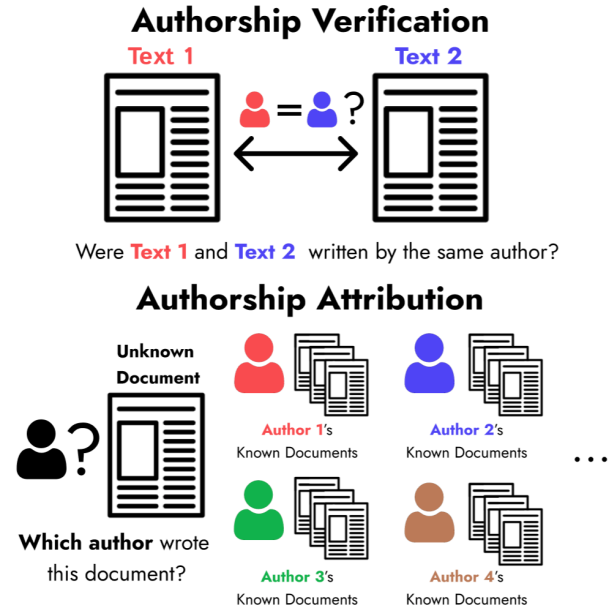 Authorship Verification
Text 1
Text 2
=
?
Were Text 1 and Text 2 written by the same author?
Authorship Attribution
Unknown
Document
?
Which author wrote
this document?
Author 1's
Known Documents
Author 2's
Known Documents
...
Author 3's
Known Documents
Author 4's
Known Documents